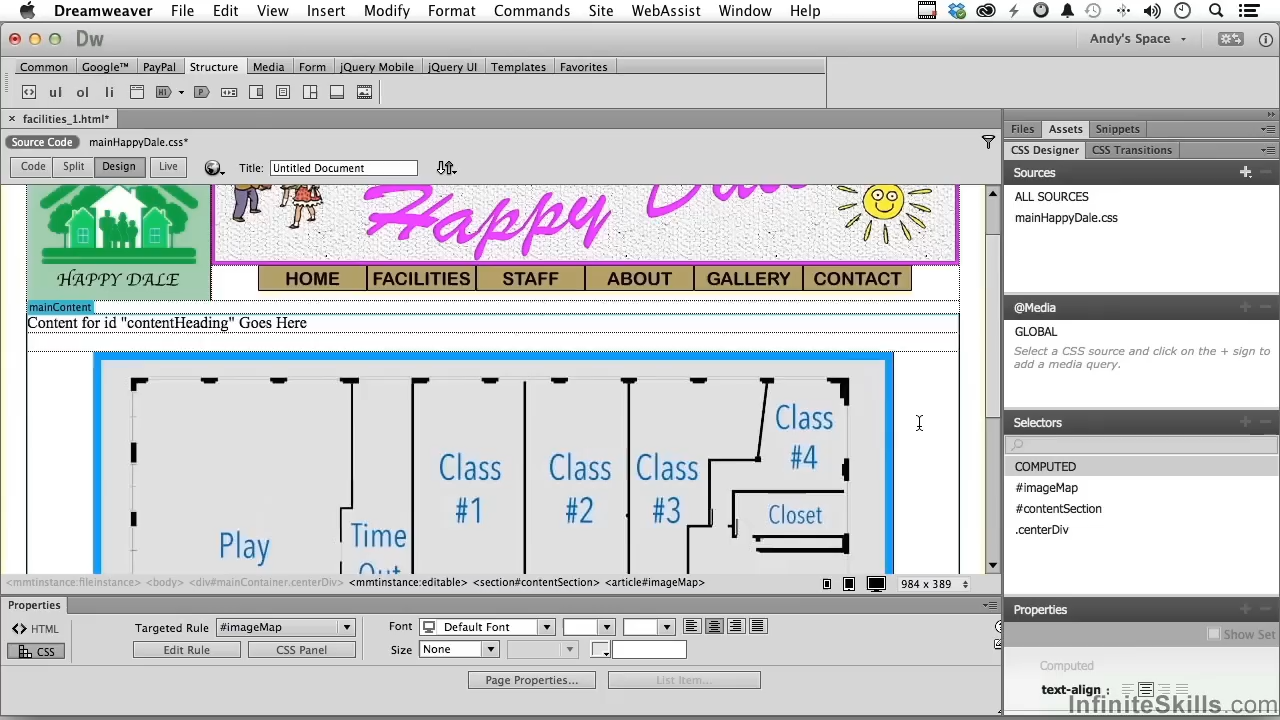 Dreamweaver File Edit View Insert Modify Format Commands Site WebAssist Window Help
Dw Andy's Space
Common Google™ PayPal Structure Media Form jQuery Mobile jQuery UI Templates Favorites
ul ol li
facilities_1.html*
Source Code mainHappyDale.css*
Code Split Design Live Title: Untitled Document
Happy Dale
HAPPY DALE
HOME FACILITIES STAFF ABOUT GALLERY CONTACT
mainContent
Content for id "contentHeading" Goes Here
Class #4
Class #1
Class #2
Class #3
Closet
Play
Time
Out
<mmtinstance:fileinstance> <body> <div#mainContainer.centerDiv> <mmtinstance:editable> <section#contentSection> <article#imageMap> 984 x 389
Properties
HTML
CSS
Targeted Rule #imageMap
Edit Rule CSS Panel
Font Default Font
Size None
Page Properties... List Item...
Files Assets Snippets
CSS Designer CSS Transitions
Sources
ALL SOURCES
mainHappyDale.css
@Media
GLOBAL
Select a CSS source and click on the + sign to
add a media query.
Selectors
COMPUTED
#imageMap
#contentSection
.centerDiv
Properties
Show Set
Computed
text-align :
InfiniteSkills.com